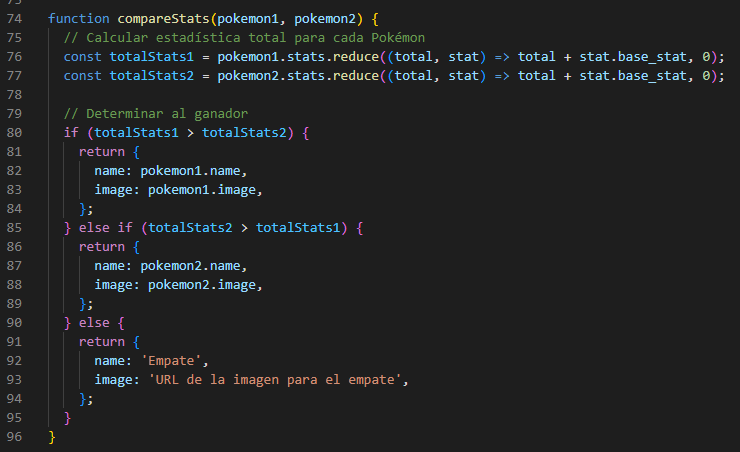 74 function compareStats(pokemon1, pokemon2) {
75   // Calcular estadística total para cada Pokémon
76   const totalStats1 = pokemon1.stats.reduce((total, stat) => total + stat.base_stat, 0);
77   const totalStats2 = pokemon2.stats.reduce((total, stat) => total + stat.base_stat, 0);
78
79   // Determinar al ganador
80   if (totalStats1 > totalStats2) {
81     return {
82       name: pokemon1.name,
83       image: pokemon1.image,
84     };
85   } else if (totalStats2 > totalStats1) {
86     return {
87       name: pokemon2.name,
88       image: pokemon2.image,
89     };
90   } else {
91     return {
92       name: 'Empate',
93       image: 'URL de la imagen para el empate',
94     };
95   }
96 }